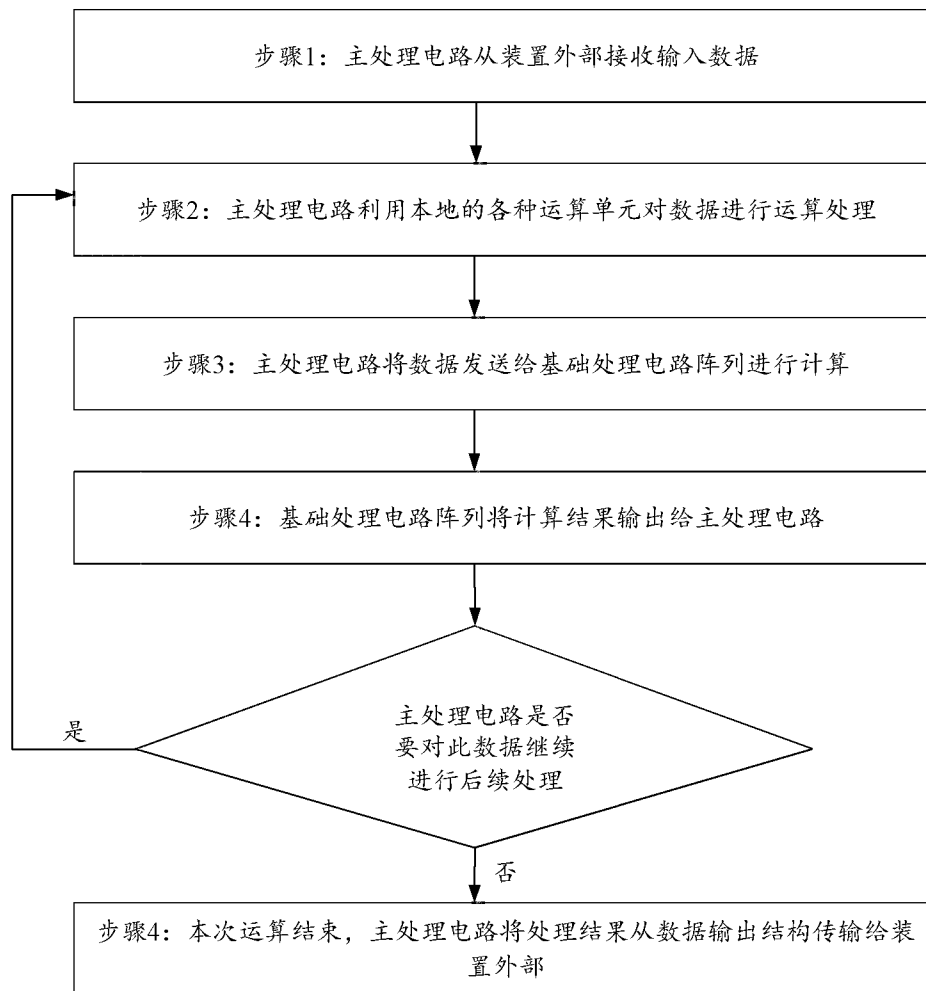 步骤1：主处理电路从装置外部接收输入数据
步骤2：主处理电路利用本地的各种运算单元对数据进行运算处理
步骤3：主处理电路将数据发送给基础处理电路阵列进行计算
步骤4：基础处理电路阵列将计算结果输出给主处理电路
主处理电路是否
要对此数据继续
进行后续处理
是
否
步骤4：本次运算结束，主处理电路将处理结果从数据输出结构传输给装
置外部